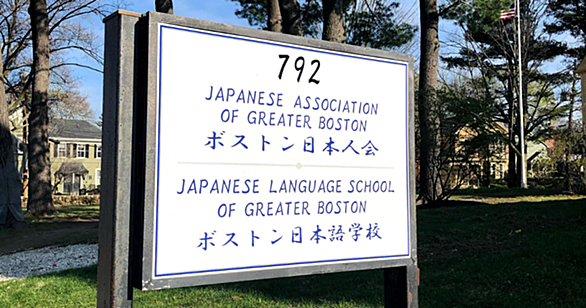 792
JAPANESE ASSOCIATION
OF GREATER BOSTON
ボストン日本人会
JAPANESE LANGUAGE SCHOOL
OF GREATER BOSTON
ボストン日本語学校